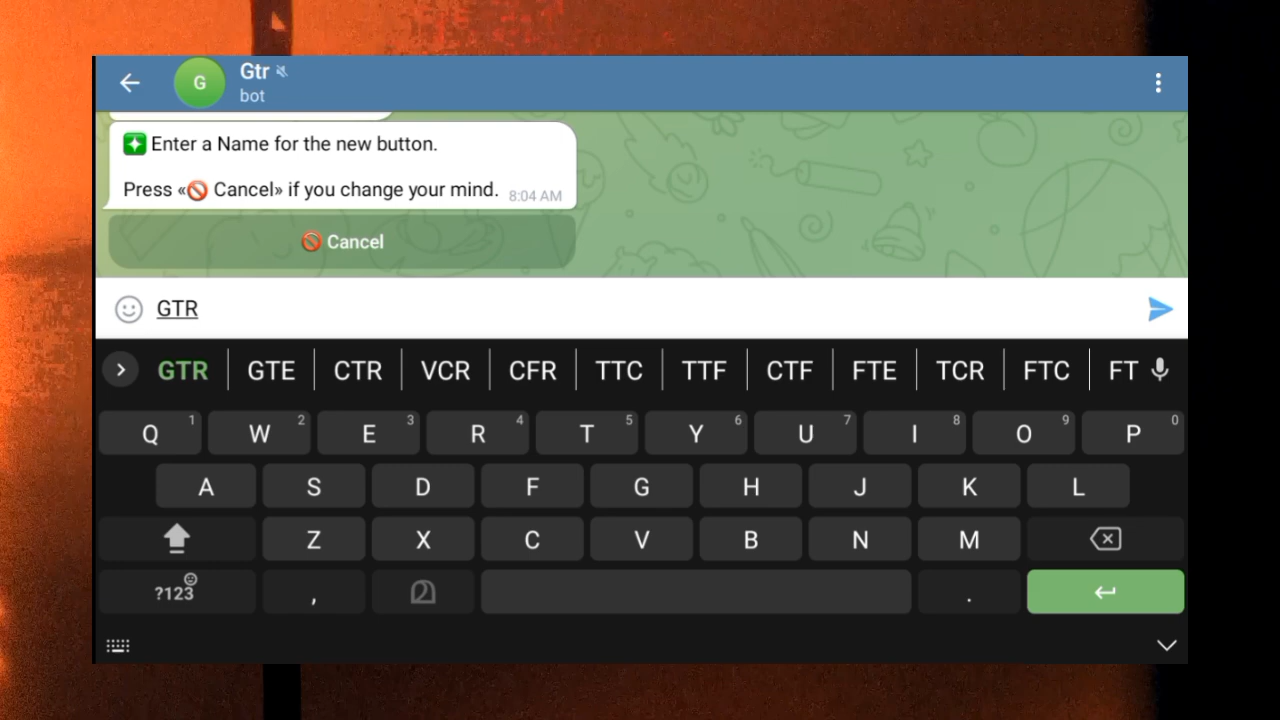 G Gtr
bot
Enter a Name for the new button.
Press «🚫 Cancel» if you change your mind. 8:04 AM
🚫 Cancel
GTR
GTR GTE CTR VCR CFR TTC TTF CTF FTE TCR FTC FT
Q 1 W 2 E 3 R 4 T 5 Y 6 U 7 I 8 O 9 P 0
A S D F G H J K L
Z X C V B N M
?123 , മ .